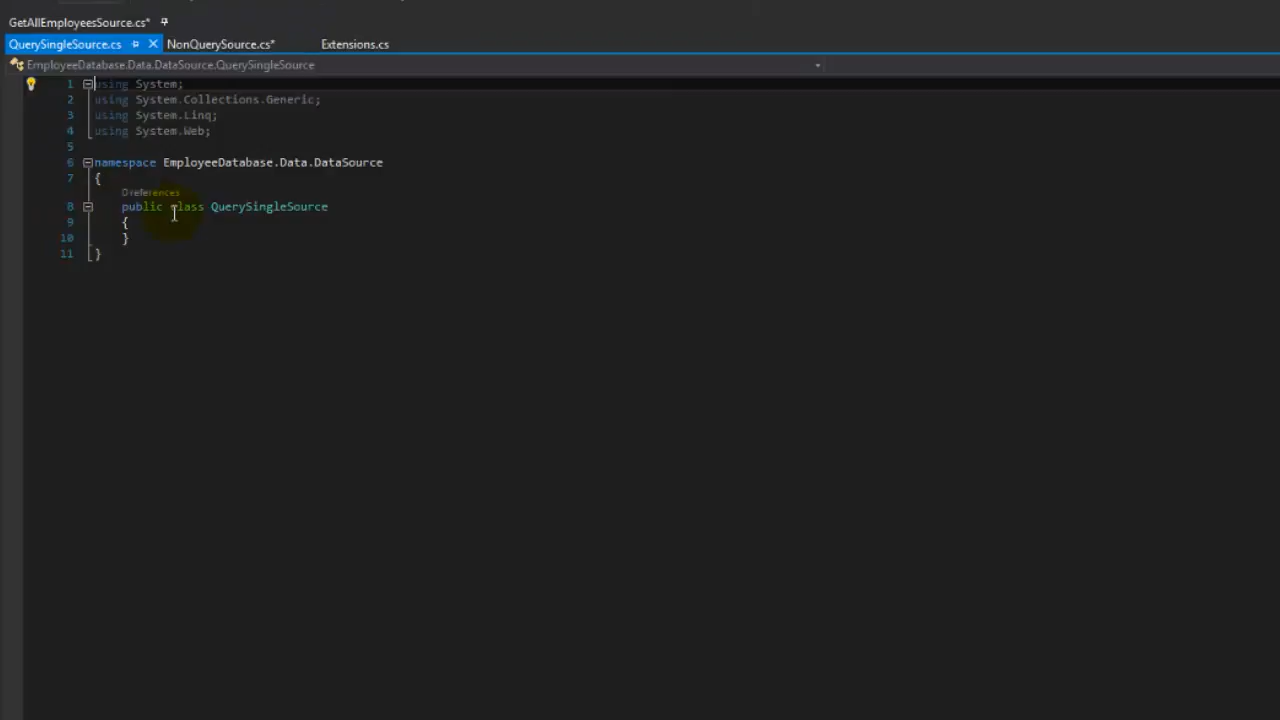 GetAllEmployeesSource.cs*
QuerySingleSource.cs NonQuerySource.cs* Extensions.cs
EmployeeDatabase.Data.DataSource.QuerySingleSource
1 using System;
2 using System.Collections.Generic;
3 using System.Linq;
4 using System.Web;
5
6 namespace EmployeeDatabase.Data.DataSource
7 {
0 references
8 public class QuerySingleSource
9 {
10 }
11 }